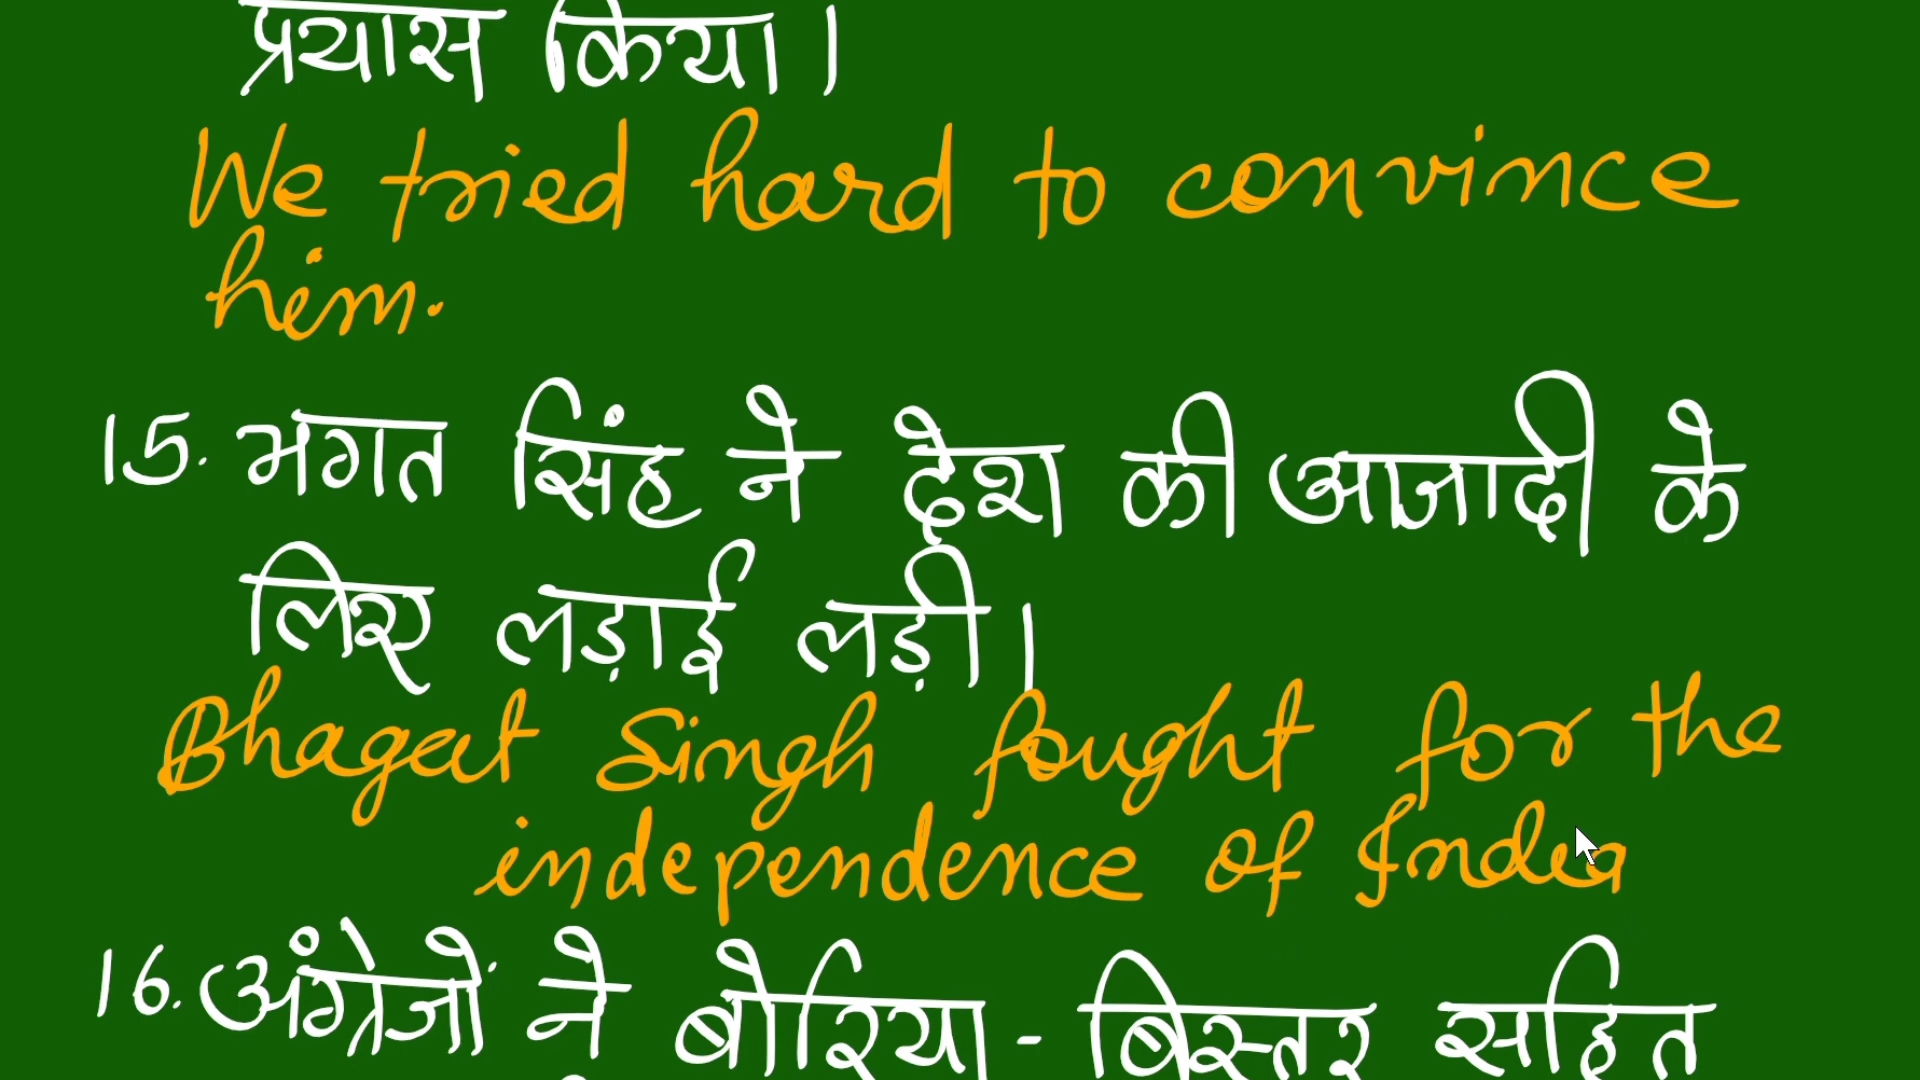 प्रयास किया।
We tried hard to convince
him.
15. भगत सिंह ने देश की आजादी के
लिए लड़ाई लड़ी।
Bhagat Singh fought for the
independence of India
16. अंग्रेजों ने बोरिया - बिस्तर सहित